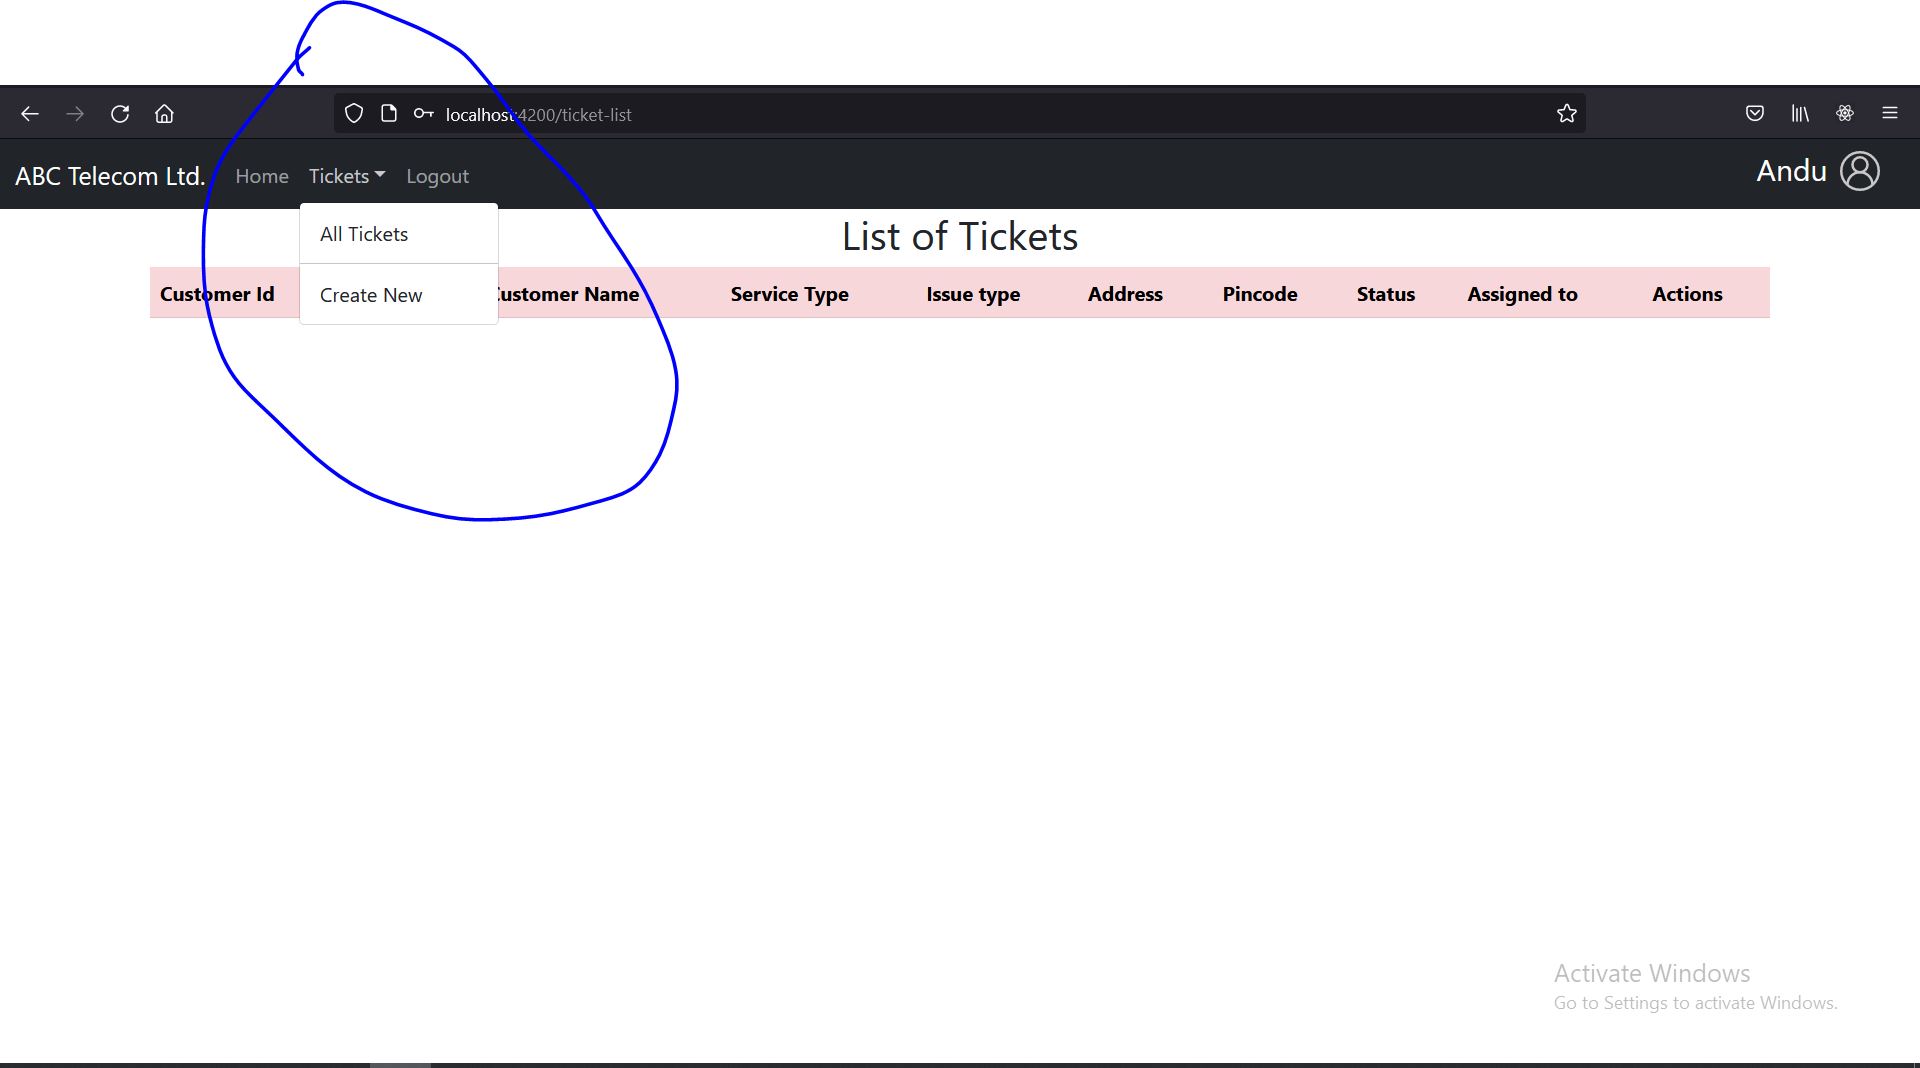 localhost:4200/ticket-list
ABC Telecom Ltd. Home Tickets Logout Andu
All Tickets
List of Tickets
Customer Id Create New Customer Name Service Type Issue type Address Pincode Status Assigned to Actions
Activate Windows
Go to Settings to activate Windows.